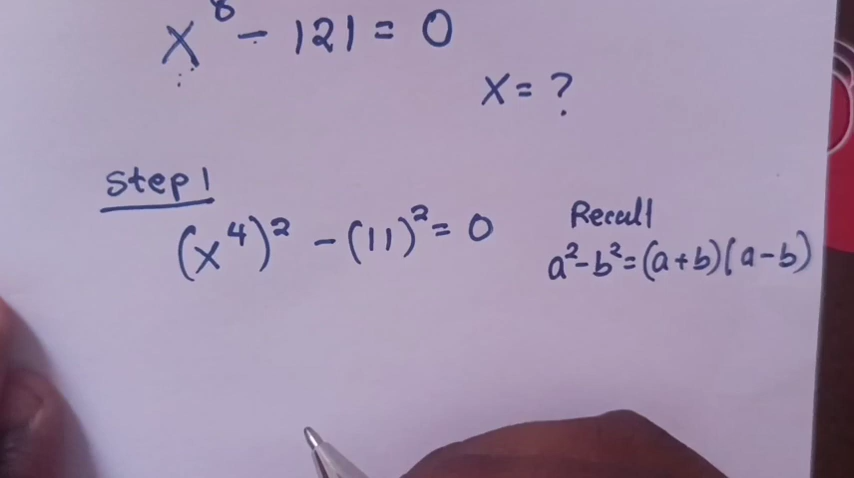 x⁸ - 121 = 0
x = ?
Step 1
(x⁴)² - (11)² = 0
Recall
a² - b² = (a + b)(a - b)